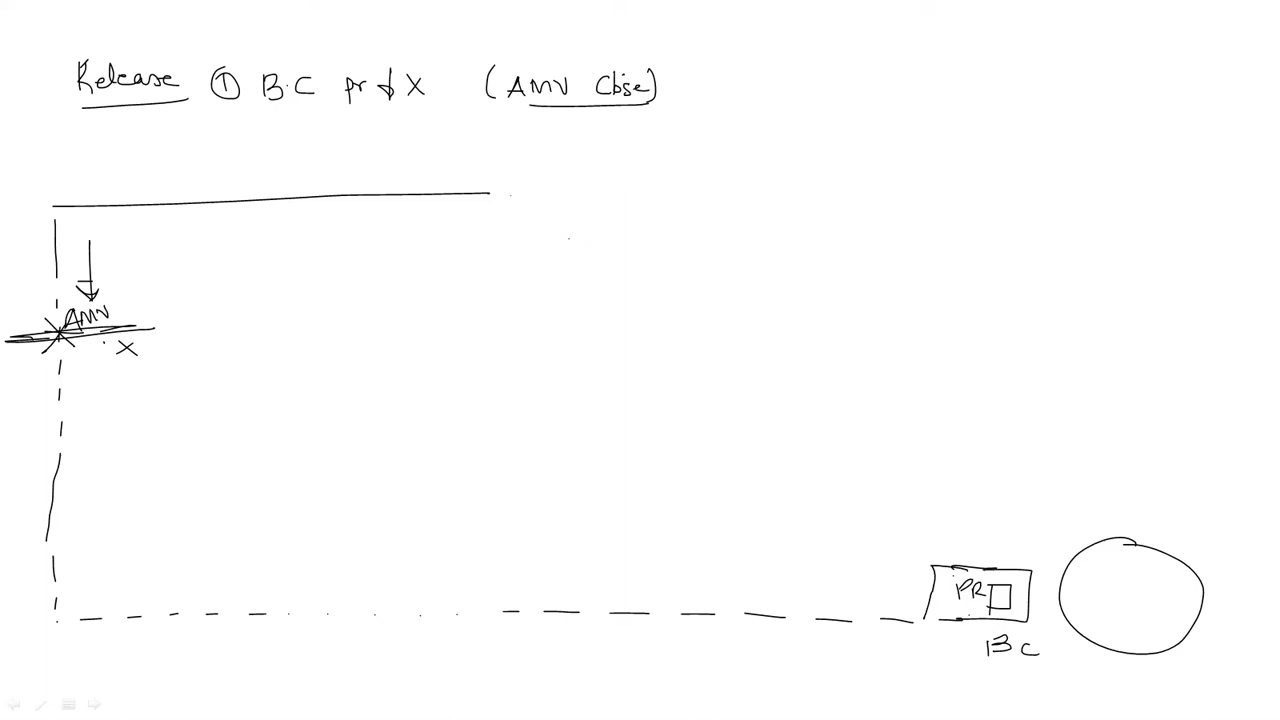 Release ① B.C pr ↓ X (AMV Close)
AMV
X
PR
BC